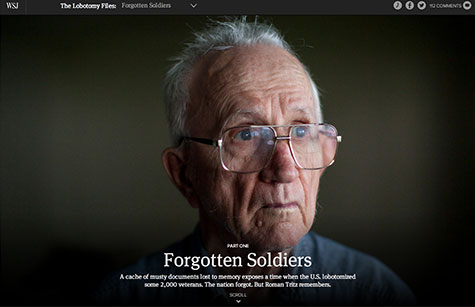 WSJ
The Lobotomy Files: Forgotten Soldiers
112 COMMENTS
PART ONE
Forgotten Soldiers
A cache of musty documents lost to memory exposes a time when the U.S. lobotomized
some 2,000 veterans. The nation forgot. But Roman Tritz remembers.
SCROLL